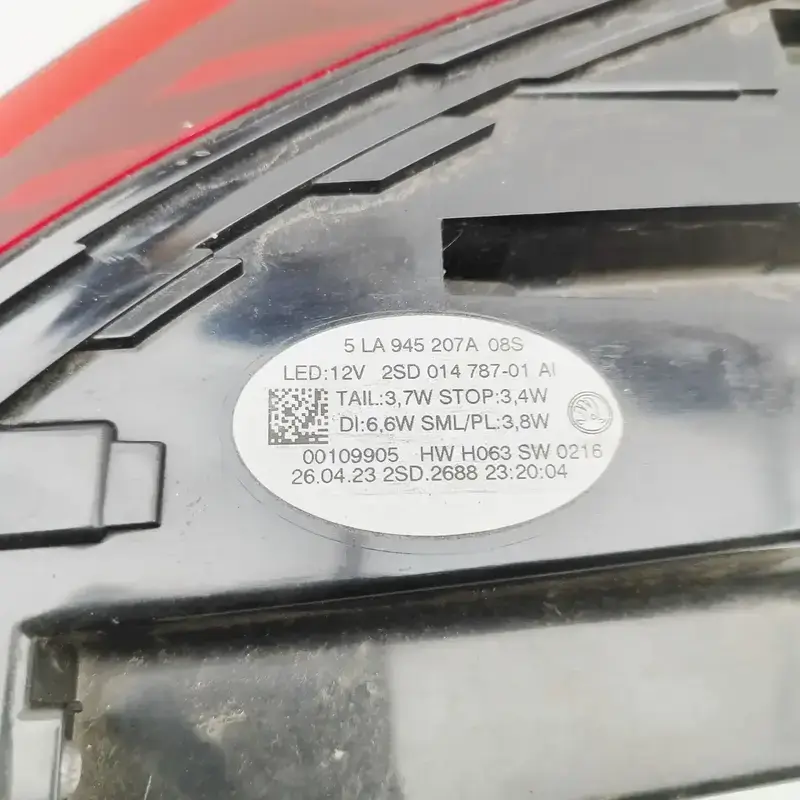 5 LA 945 207A 08S
LED:12V 2SD 014 787-01 AI
TAIL:3,7W STOP:3,4W
DI:6,6W SML/PL:3,8W
00109905 HW H063 SW 0216
26.04.23 2SD.2688 23:20:04